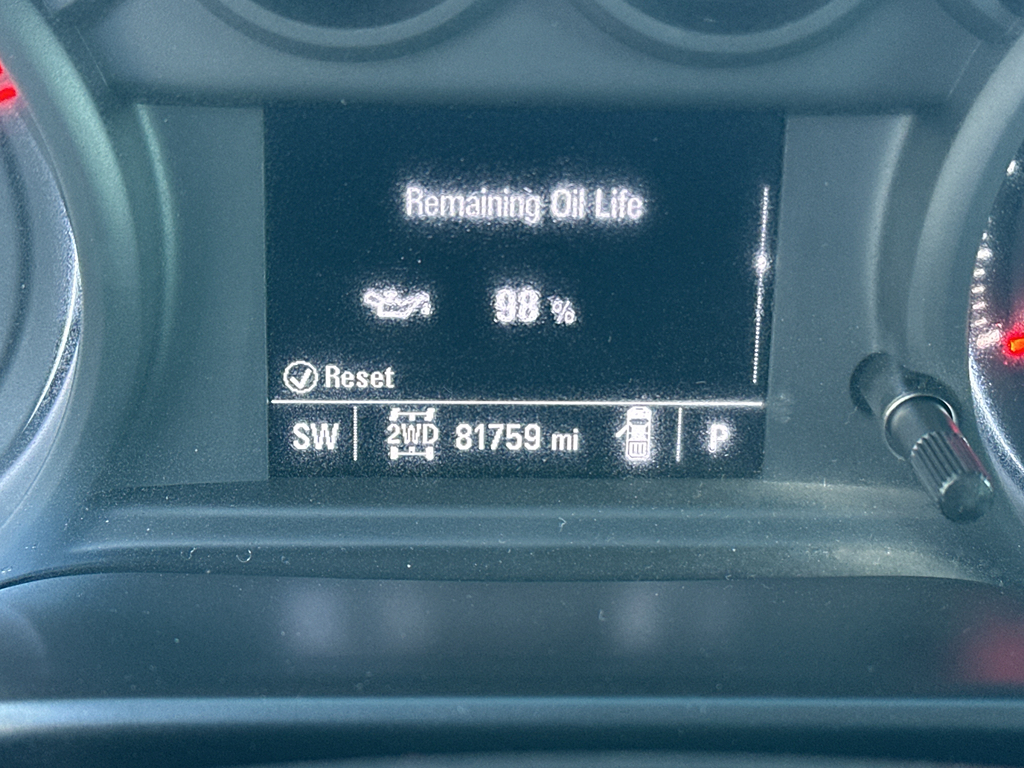 Remaining Oil Life
98 %
Reset
SW 2WD 81759 mi P